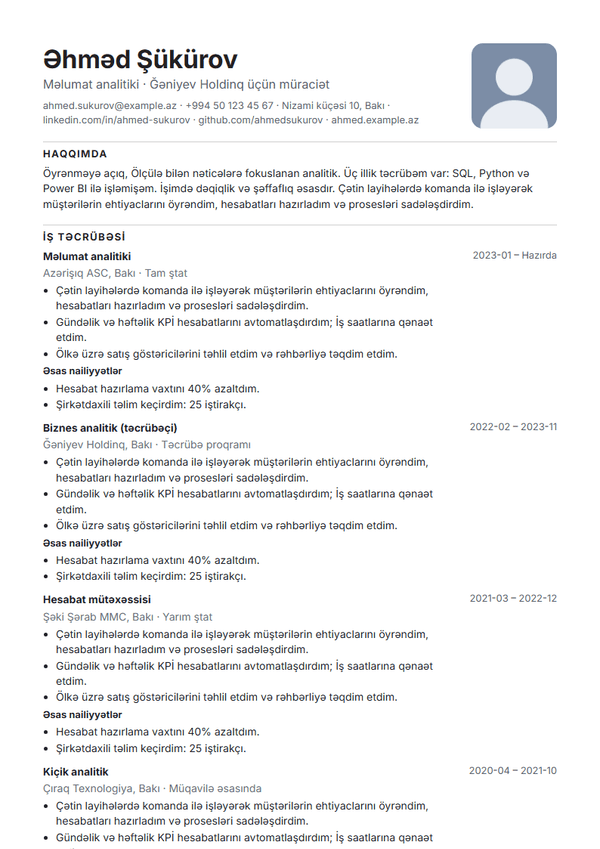 Əhməd Şükürov
Məlumat analitiki · Ğəniyev Holdinq üçün müraciət
ahmed.sukurov@example.az · +994 50 123 45 67 · Nizami küçəsi 10, Bakı ·
linkedin.com/in/ahmed-sukurov · github.com/ahmedsukurov · ahmed.example.az
HAQQIMDA
Öyrənməyə açıq, Ölçülə bilən nəticələrə fokuslanan analitik. Üç illik təcrübəm var: SQL, Python və
Power BI ilə işləmişəm. İşimdə dəqiqlik və şəffaflıq əsasdır. Çətin layihələrdə komanda ilə işləyərək
müştərilərin ehtiyaclarını öyrəndim, hesabatları hazırladım və prosesləri sadələşdirdim.
İŞ TƏCRÜBƏSİ
Məlumat analitiki 2023-01 – Hazırda
Azərişıq ASC, Bakı · Tam ştat
• Çətin layihələrdə komanda ilə işləyərək müştərilərin ehtiyaclarını öyrəndim,
hesabatları hazırladım və prosesləri sadələşdirdim.
• Gündəlik və həftəlik KPİ hesabatlarını avtomatlaşdırdım; İş saatlarına qənaət
etdim.
• Ölkə üzrə satış göstəricilərini təhlil etdim və rəhbərliyə təqdim etdim.
Əsas nailiyyətlər
• Hesabat hazırlama vaxtını 40% azaltdım.
• Şirkətdaxili təlim keçirdim: 25 iştirakçı.
Biznes analitik (təcrübəçi) 2022-02 – 2023-11
Ğəniyev Holdinq, Bakı · Təcrübə proqramı
• Çətin layihələrdə komanda ilə işləyərək müştərilərin ehtiyaclarını öyrəndim,
hesabatları hazırladım və prosesləri sadələşdirdim.
• Gündəlik və həftəlik KPİ hesabatlarını avtomatlaşdırdım; İş saatlarına qənaət
etdim.
• Ölkə üzrə satış göstəricilərini təhlil etdim və rəhbərliyə təqdim etdim.
Əsas nailiyyətlər
• Hesabat hazırlama vaxtını 40% azaltdım.
• Şirkətdaxili təlim keçirdim: 25 iştirakçı.
Hesabat mütəxəssisi 2021-03 – 2022-12
Şəki Şərab MMC, Bakı · Yarım ştat
• Çətin layihələrdə komanda ilə işləyərək müştərilərin ehtiyaclarını öyrəndim,
hesabatları hazırladım və prosesləri sadələşdirdim.
• Gündəlik və həftəlik KPİ hesabatlarını avtomatlaşdırdım; İş saatlarına qənaət
etdim.
• Ölkə üzrə satış göstəricilərini təhlil etdim və rəhbərliyə təqdim etdim.
Əsas nailiyyətlər
• Hesabat hazırlama vaxtını 40% azaltdım.
• Şirkətdaxili təlim keçirdim: 25 iştirakçı.
Kiçik analitik 2020-04 – 2021-10
Çıraq Texnologiya, Bakı · Müqavilə əsasında
• Çətin layihələrdə komanda ilə işləyərək müştərilərin ehtiyaclarını öyrəndim,
hesabatları hazırladım və prosesləri sadələşdirdim.
• Gündəlik və həftəlik KPİ hesabatlarını avtomatlaşdırdım; İş saatlarına qənaət